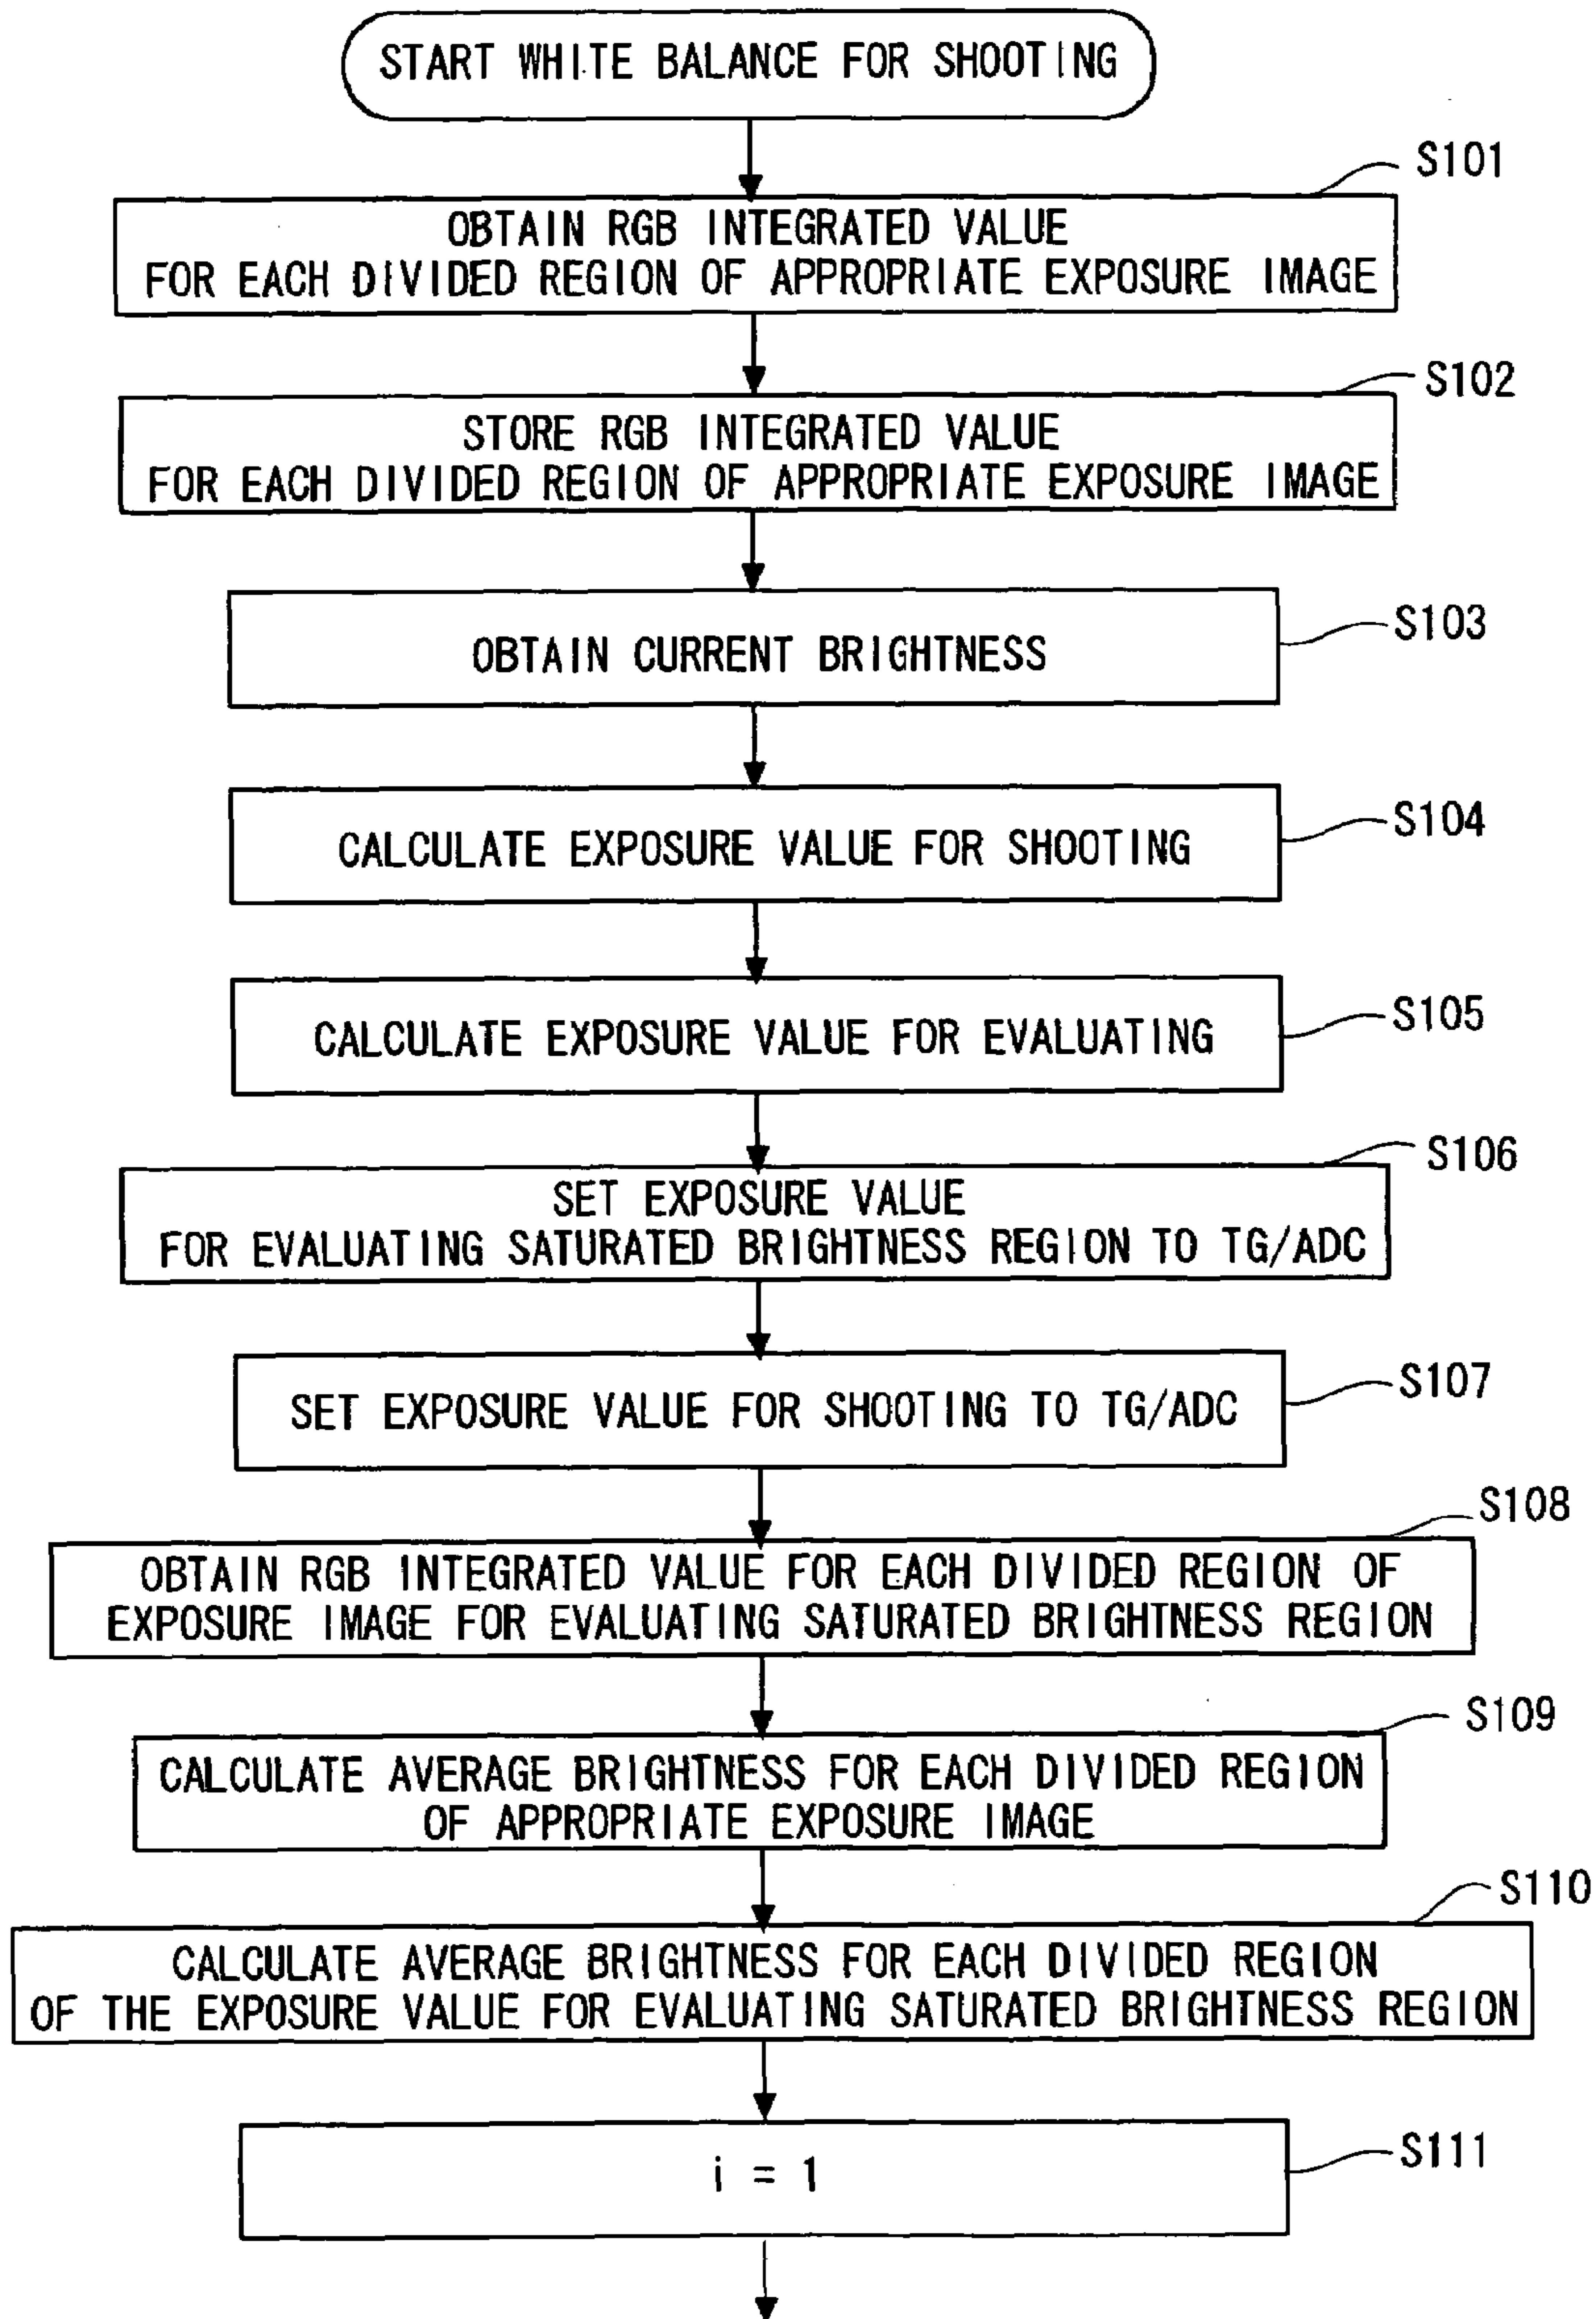 START WHITE BALANCE FOR SHOOTING
S101
OBTAIN RGB INTEGRATED VALUE
FOR EACH DIVIDED REGION OF APPROPRIATE EXPOSURE IMAGE
S102
STORE RGB INTEGRATED VALUE
FOR EACH DIVIDED REGION OF APPROPRIATE EXPOSURE IMAGE
S103
OBTAIN CURRENT BRIGHTNESS
S104
CALCULATE EXPOSURE VALUE FOR SHOOTING
S105
CALCULATE EXPOSURE VALUE FOR EVALUATING
S106
SET EXPOSURE VALUE
FOR EVALUATING SATURATED BRIGHTNESS REGION TO TG/ADC
S107
SET EXPOSURE VALUE FOR SHOOTING TO TG/ADC
S108
OBTAIN RGB INTEGRATED VALUE FOR EACH DIVIDED REGION OF
EXPOSURE IMAGE FOR EVALUATING SATURATED BRIGHTNESS REGION
S109
CALCULATE AVERAGE BRIGHTNESS FOR EACH DIVIDED REGION
OF APPROPRIATE EXPOSURE IMAGE
S110
CALCULATE AVERAGE BRIGHTNESS FOR EACH DIVIDED REGION
OF THE EXPOSURE VALUE FOR EVALUATING SATURATED BRIGHTNESS REGION
S111
i = 1